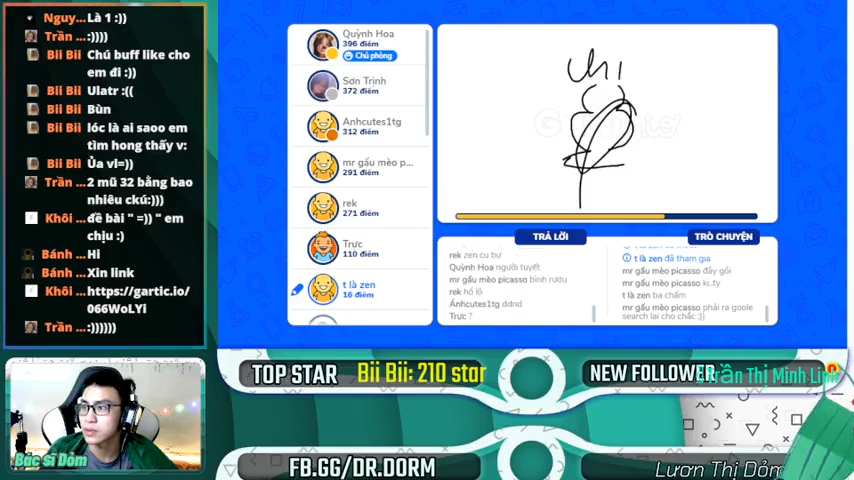 Nguy... Là 1 :))
Trần ... :))))
Bii Bii Chú buff like cho
em đi :))
Bii Bii Ulatr :((
Bii Bii Bùn
Bii Bii lóc là ai saoo em
tìm hong thấy v:
Bii Bii Ủa vl=))
Trần ... 2 mũ 32 bằng bao
nhiêu ckú:)))
Khôi ... đề bài " =)) " em
chịu :)
Bánh... Hi
Bánh... Xin link
Khôi ... https://gartic.io/
066WoLYi
Trần ... :))))))
Quỳnh Hoa
396 điểm
Chủ phòng
Sơn Trinh
372 điểm
Anhcutes1tg
312 điểm
mr gấu mèo p...
291 điểm
rek
271 điểm
Trưc
110 điểm
t là zen
16 điểm
chi
TRẢ LỜI
rek zen cu bự
Quỳnh Hoa người tuyết
mr gấu mèo picasso bình rượu
rek hồ lô
Ánhcutes1tg ddnd
Trưc ?
TRÒ CHUYỆN
t là zen đã tham gia
mr gấu mèo picasso đầy gối
mr gấu mèo picasso ki..ty
t là zen ba chấm
mr gấu mèo picasso phải ra goole
search lại cho chắc :))
TOP STAR
Bii Bii: 210 star
NEW FOLLOWER
Trần Thị Minh Linh
Bác sĩ Dỏm
FB.GG/DR.DORM
Lươn Thị Dỏm